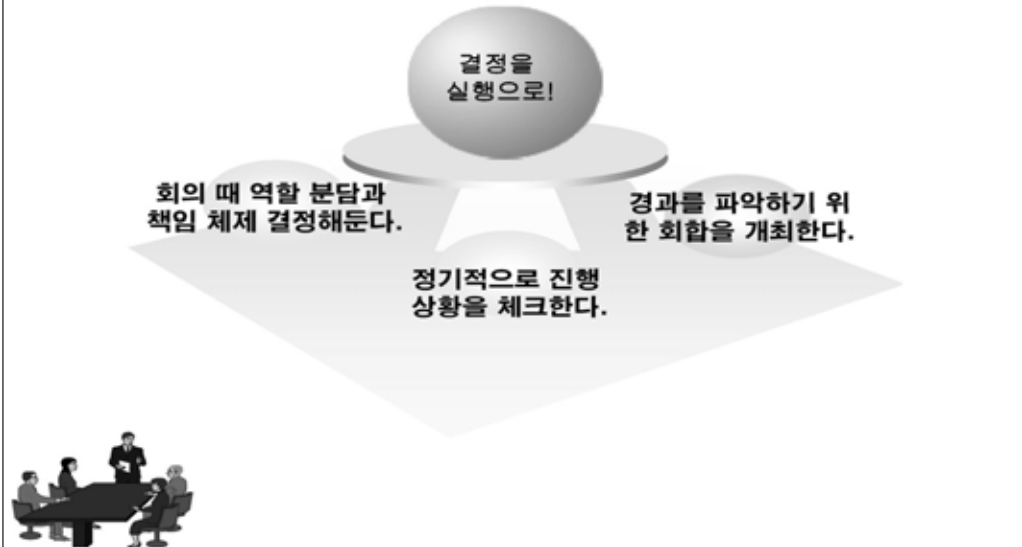 결정을
실행으로!
회의 때 역할 분담과
책임 체제 결정해둔다.
정기적으로 진행
상황을 체크한다.
경과를 파악하기 위
한 회합을 개최한다.